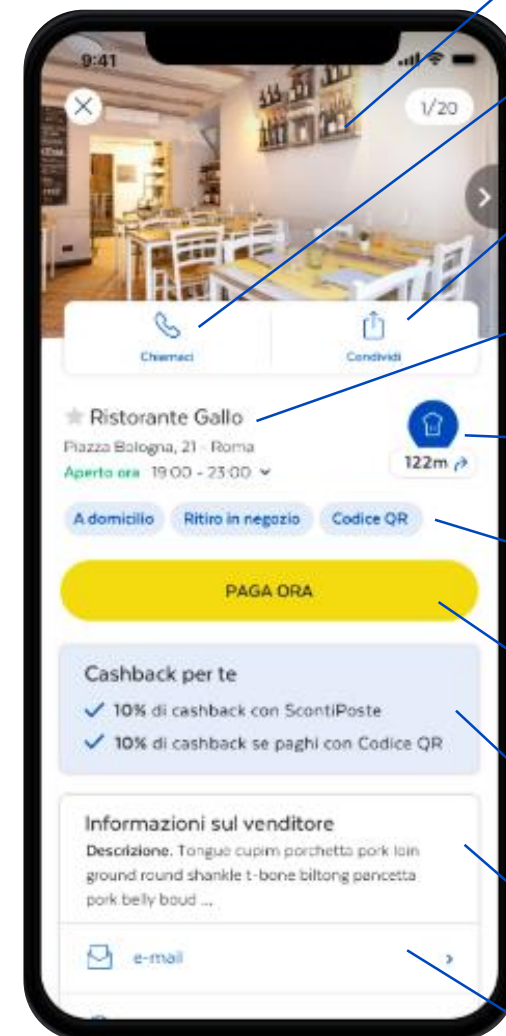 9:41
1/20
Chiamaci
Condividi
Ristorante Gallo
Piazza Bologna, 21 - Roma
Aperto ora 19:00 - 23:00
122m
A domicilio Ritiro in negozio Codice QR
PAGA ORA
Cashback per te
10% di cashback con ScontiPoste
10% di cashback se paghi con Codice QR
Informazioni sul venditore
Descrizione. Tongue cupim porchetta pork loin
ground round shankle t-bone biltong pancetta
pork belly boud ...
e-mail